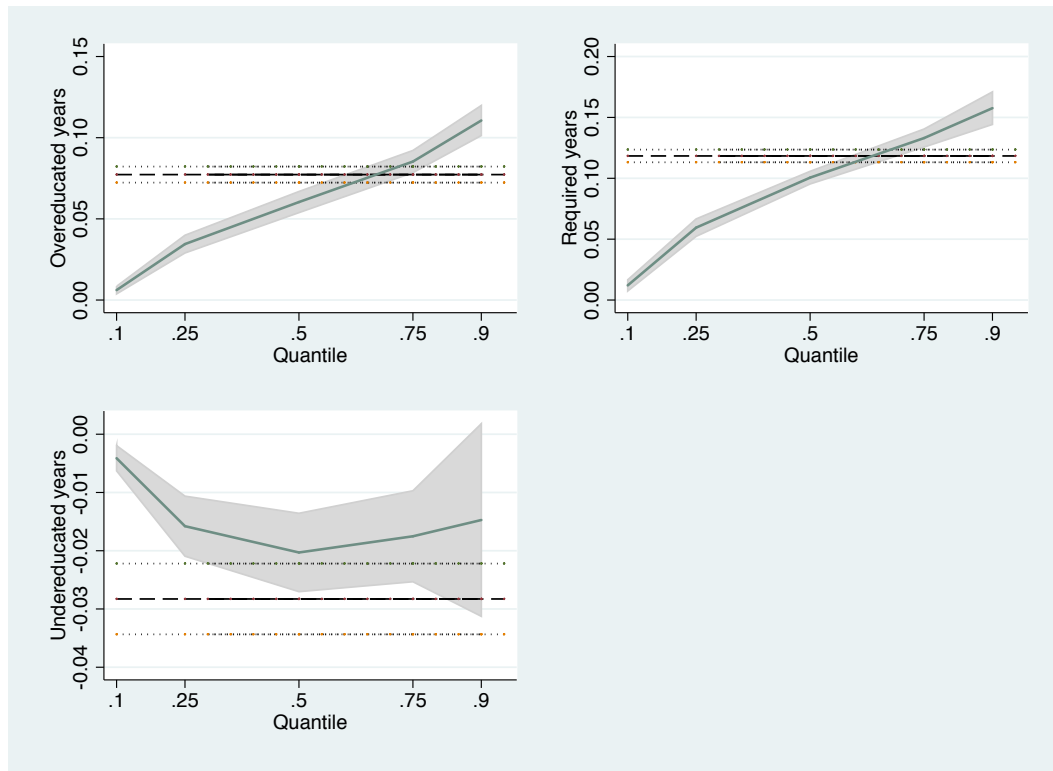 Overeducated years
0.15
0.10
0.05
0.00
.1 .25 .5 .75 .9
Quantile
Required years
0.20
0.15
0.10
0.05
0.00
.1 .25 .5 .75 .9
Quantile
Undereducated years
0.00
-0.01
-0.02
-0.03
-0.04
.1 .25 .5 .75 .9
Quantile